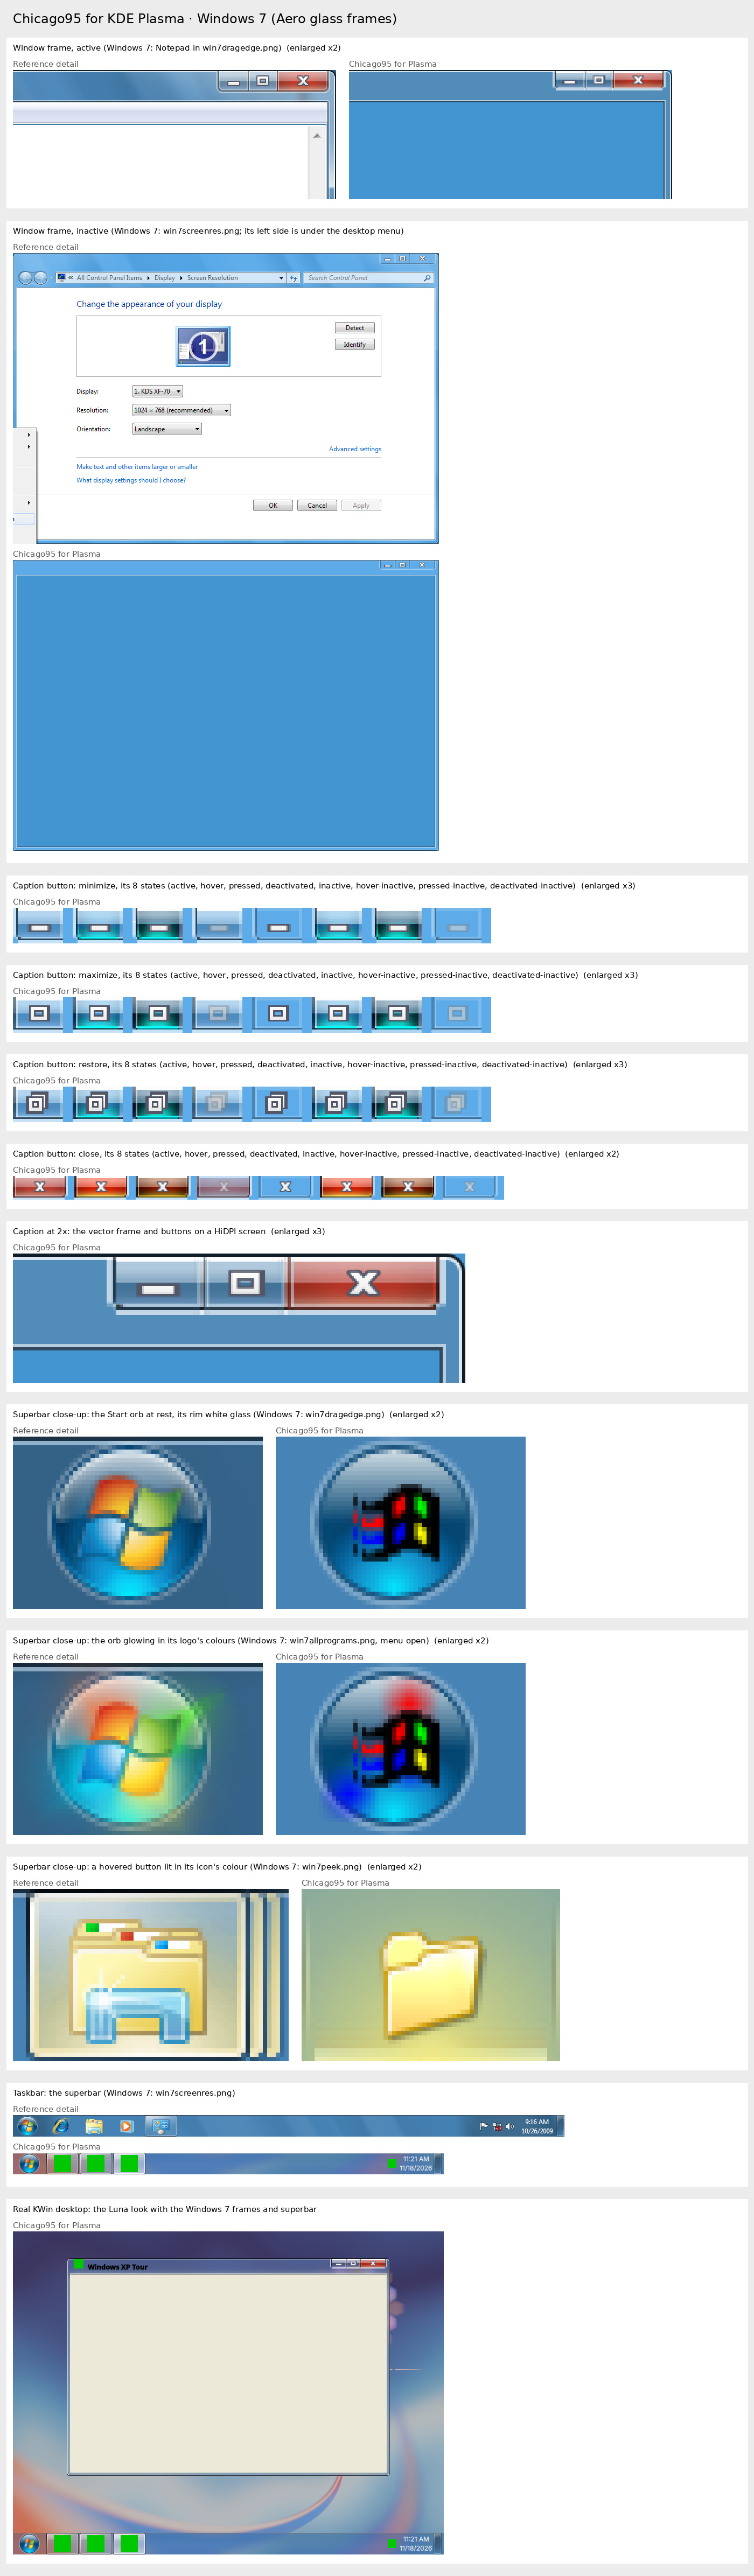 Chicago95 for KDE Plasma · Windows 7 (Aero glass frames)
Window frame, active (Windows 7: Notepad in win7dragedge.png)  (enlarged x2)
Reference detail
Chicago95 for Plasma
Window frame, inactive (Windows 7: win7screenres.png; its left side is under the desktop menu)
Reference detail
« All Control Panel Items Display Screen Resolution
Search Control Panel
Change the appearance of your display
1
Detect
Identify
Display: 1. KDS XF-70
Resolution: 1024 × 768 (recommended)
Orientation: Landscape
Advanced settings
Make text and other items larger or smaller
What display settings should I choose?
OK Cancel Apply
Chicago95 for Plasma
Caption button: minimize, its 8 states (active, hover, pressed, deactivated, inactive, hover-inactive, pressed-inactive, deactivated-inactive)  (enlarged x3)
Chicago95 for Plasma
Caption button: maximize, its 8 states (active, hover, pressed, deactivated, inactive, hover-inactive, pressed-inactive, deactivated-inactive)  (enlarged x3)
Chicago95 for Plasma
Caption button: restore, its 8 states (active, hover, pressed, deactivated, inactive, hover-inactive, pressed-inactive, deactivated-inactive)  (enlarged x3)
Chicago95 for Plasma
Caption button: close, its 8 states (active, hover, pressed, deactivated, inactive, hover-inactive, pressed-inactive, deactivated-inactive)  (enlarged x2)
Chicago95 for Plasma
Caption at 2x: the vector frame and buttons on a HiDPI screen  (enlarged x3)
Chicago95 for Plasma
Superbar close-up: the Start orb at rest, its rim white glass (Windows 7: win7dragedge.png)  (enlarged x2)
Reference detail
Chicago95 for Plasma
Superbar close-up: the orb glowing in its logo's colours (Windows 7: win7allprograms.png, menu open)  (enlarged x2)
Reference detail
Chicago95 for Plasma
Superbar close-up: a hovered button lit in its icon's colour (Windows 7: win7peek.png)  (enlarged x2)
Reference detail
Chicago95 for Plasma
Taskbar: the superbar (Windows 7: win7screenres.png)
Reference detail
9:16 AM
10/26/2009
Chicago95 for Plasma
11:21 AM
11/18/2026
Real KWin desktop: the Luna look with the Windows 7 frames and superbar
Chicago95 for Plasma
Windows XP Tour
11:21 AM
11/18/2026